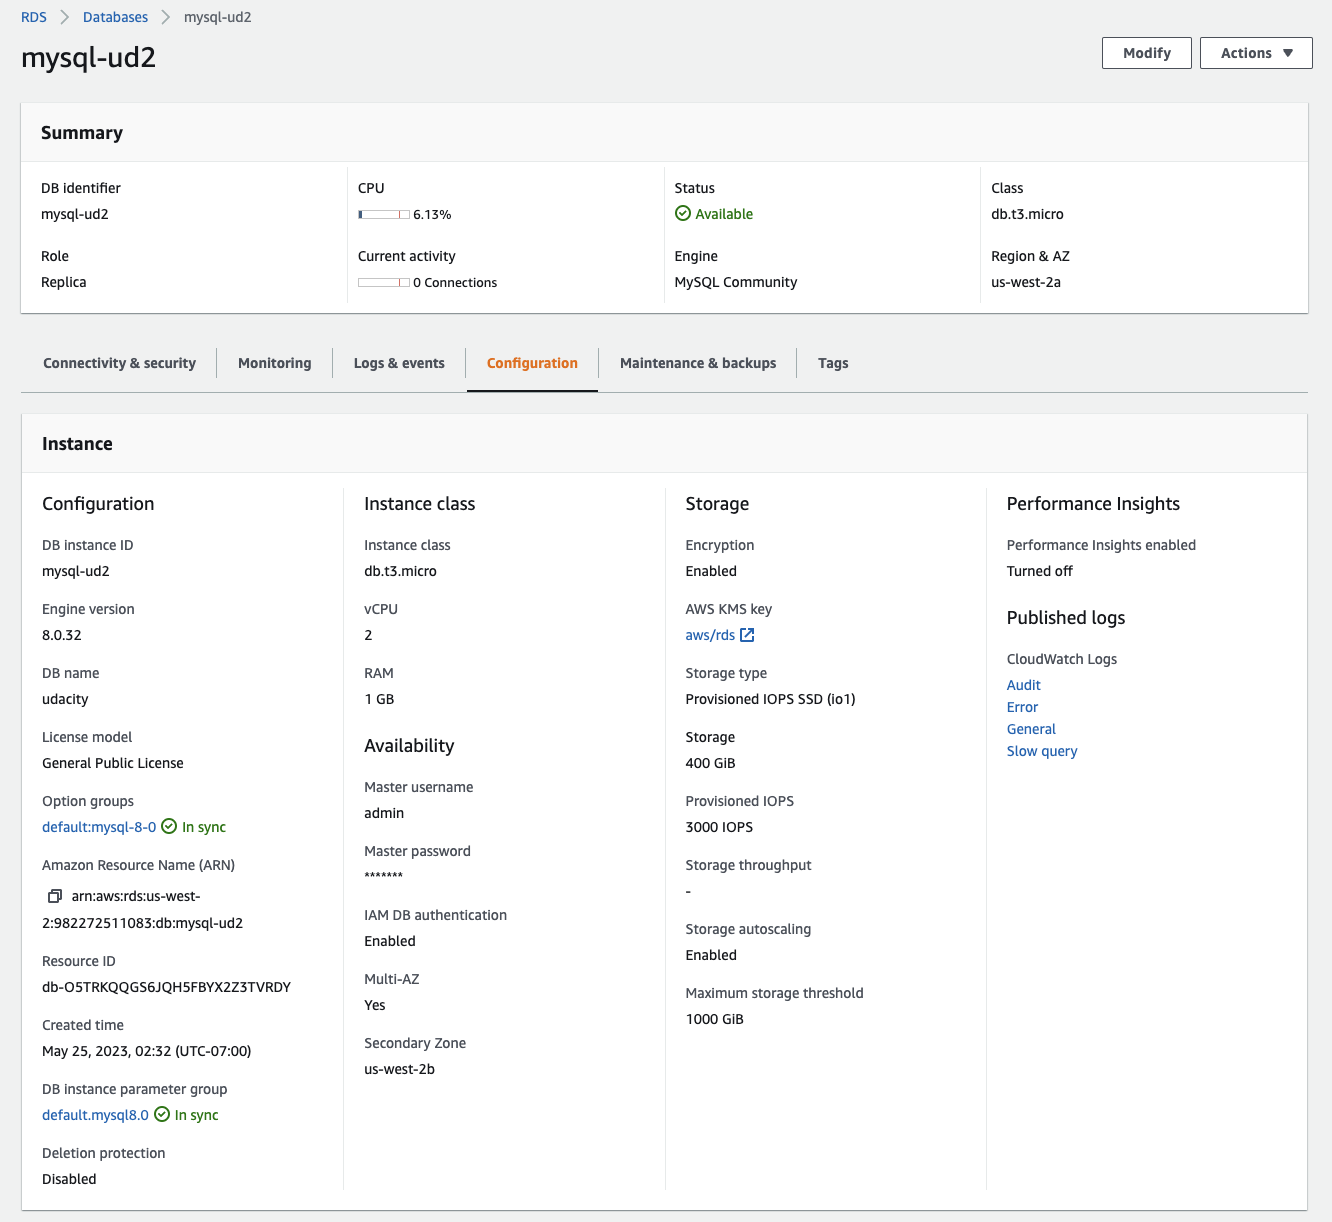 RDS
Databases
mysql-ud2
mysql-ud2
Modify
Actions
Summary
DB identifier
mysql-ud2
CPU
6.13%
Status
Available
Class
db.t3.micro
Role
Replica
Current activity
0 Connections
Engine
MySQL Community
Region & AZ
us-west-2a
Connectivity & security
Monitoring
Logs & events
Configuration
Maintenance & backups
Tags
Instance
Configuration
DB instance ID
mysql-ud2
Engine version
8.0.32
DB name
udacity
License model
General Public License
Option groups
default:mysql-8-0 In sync
Amazon Resource Name (ARN)
arn:aws:rds:us-west-
2:982272511083:db:mysql-ud2
Resource ID
db-O5TRKQQGS6JQH5FBYX2Z3TVRDY
Created time
May 25, 2023, 02:32 (UTC-07:00)
DB instance parameter group
default.mysql8.0 In sync
Deletion protection
Disabled
Instance class
Instance class
db.t3.micro
vCPU
2
RAM
1 GB
Availability
Master username
admin
Master password
*******
IAM DB authentication
Enabled
Multi-AZ
Yes
Secondary Zone
us-west-2b
Storage
Encryption
Enabled
AWS KMS key
aws/rds
Storage type
Provisioned IOPS SSD (io1)
Storage
400 GiB
Provisioned IOPS
3000 IOPS
Storage throughput
-
Storage autoscaling
Enabled
Maximum storage threshold
1000 GiB
Performance Insights
Performance Insights enabled
Turned off
Published logs
CloudWatch Logs
Audit
Error
General
Slow query